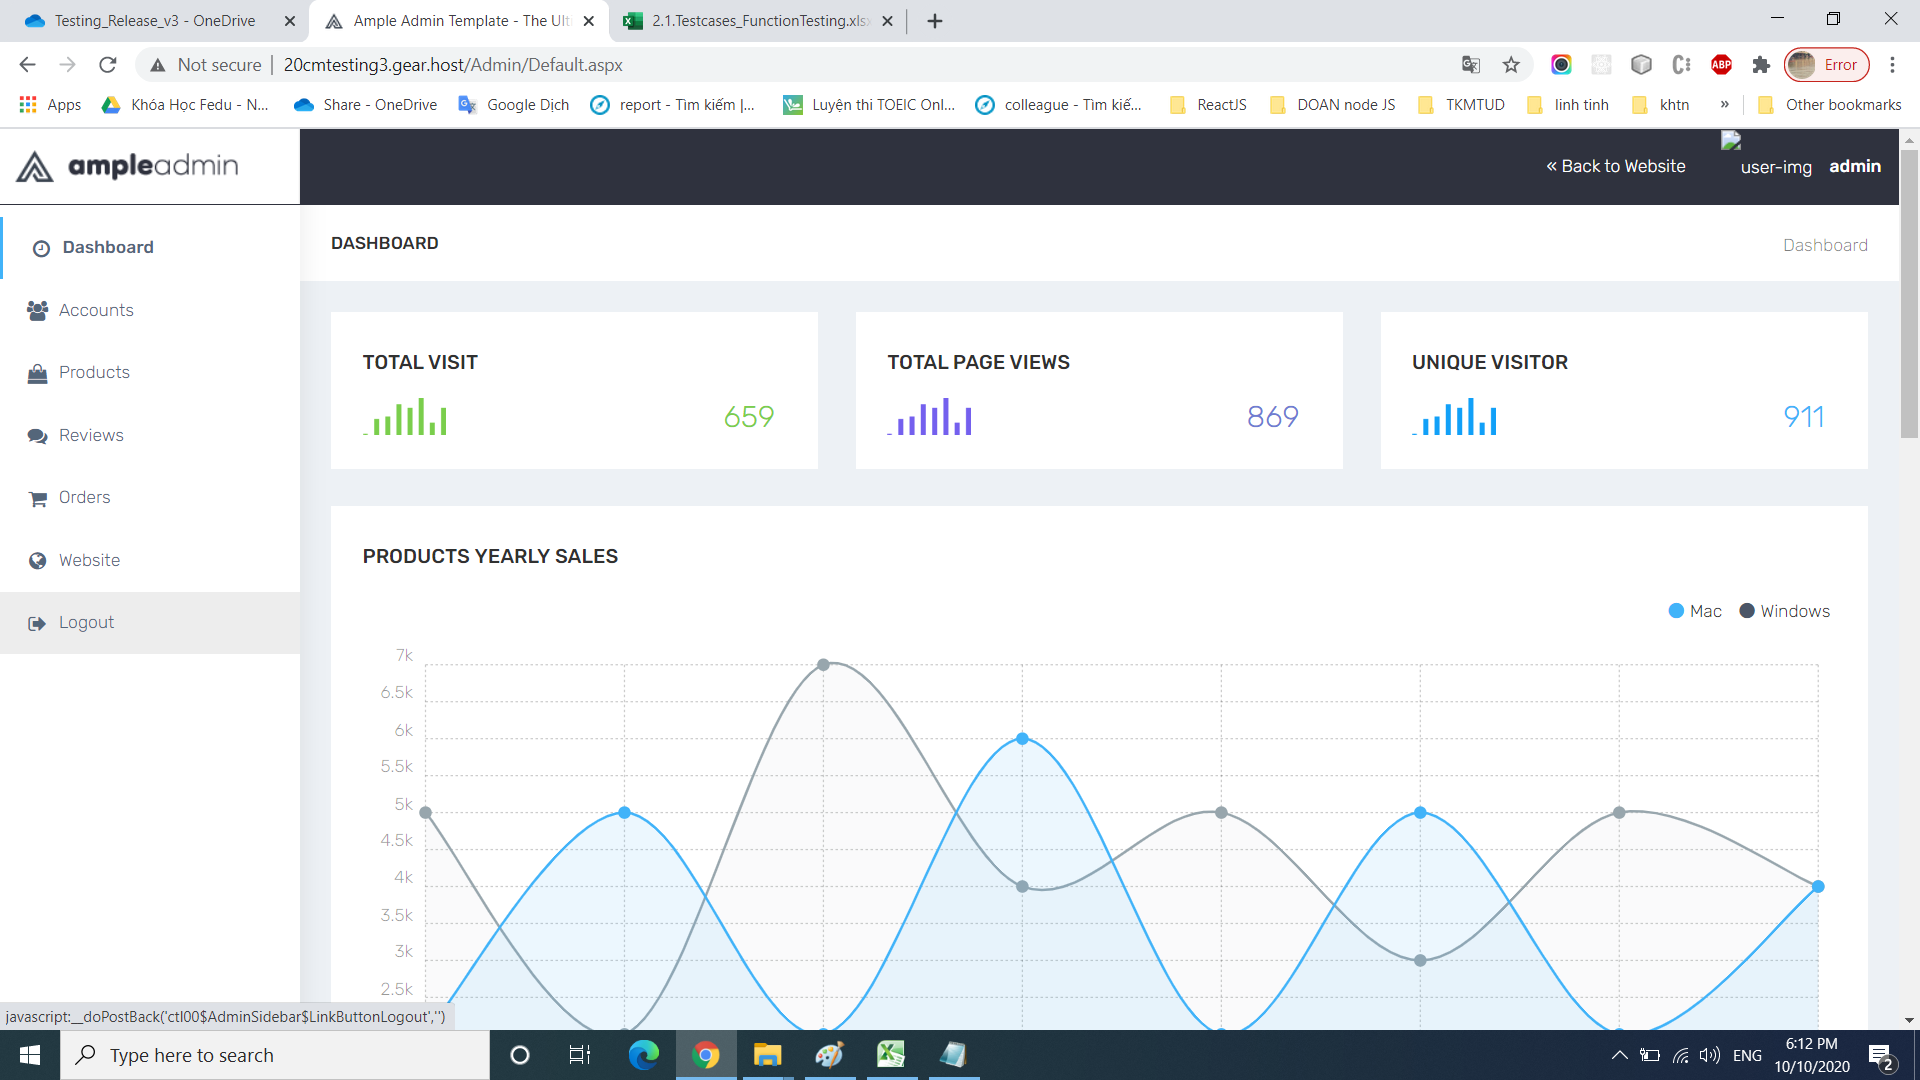 Testing_Release_v3 - OneDrive
Ample Admin Template - The Ult
2.1.Testcases_FunctionTesting.xlsx
Not secure | 20cmtesting3.gear.host/Admin/Default.aspx
ABP
Error
Apps
Khóa Học Fedu - N...
Share - OneDrive
Google Dịch
report - Tìm kiếm |...
Luyện thi TOEIC Onl...
colleague - Tìm kiế...
ReactJS
DOAN node JS
TKMTUD
linh tinh
khtn
»
Other bookmarks
ampleadmin
« Back to Website
user-img
admin
Dashboard
Accounts
Products
Reviews
Orders
Website
Logout
DASHBOARD
Dashboard
TOTAL VISIT
659
TOTAL PAGE VIEWS
869
UNIQUE VISITOR
911
PRODUCTS YEARLY SALES
Mac
Windows
7k
6.5k
6k
5.5k
5k
4.5k
4k
3.5k
3k
2.5k
javascript:__doPostBack('ctl00$AdminSidebar$LinkButtonLogout','')
Type here to search
ENG
6:12 PM
10/10/2020
2